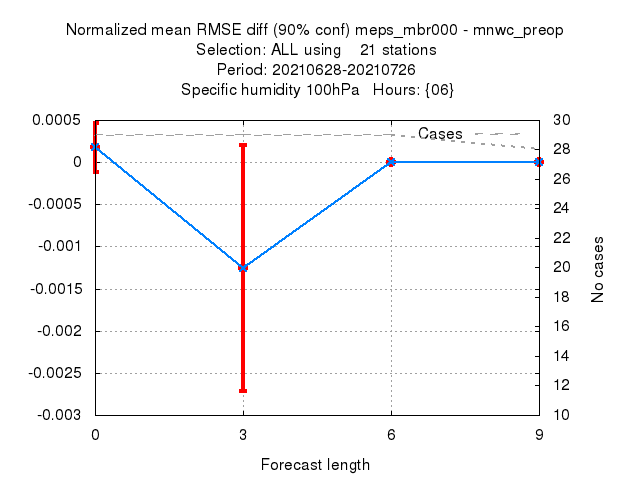 Normalized mean RMSE diff (90% conf) meps_mbr000 - mnwc_preop
Selection: ALL using    21 stations
Period: 20210628-20210726
Specific humidity 100hPa   Hours: {06}
0.0005
0
-0.0005
-0.001
-0.0015
-0.002
-0.0025
-0.003
Cases
30
28
26
24
22
20
18
16
14
12
10
No cases
0 3 6 9
Forecast length